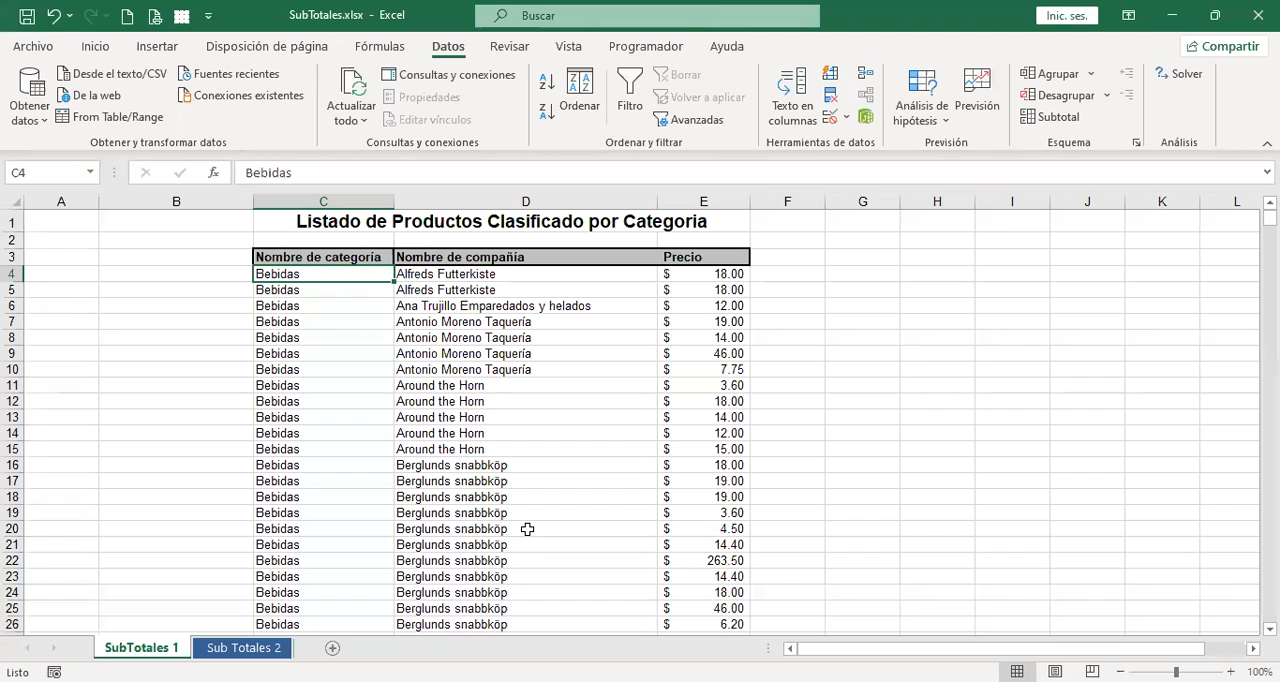 SubTotales.xlsx - Excel
Buscar
Inic. ses.
Archivo Inicio Insertar Disposición de página Fórmulas Datos Revisar Vista Programador Ayuda
Compartir
Obtener datos
Desde el texto/CSV
De la web
From Table/Range
Fuentes recientes
Conexiones existentes
Obtener y transformar datos
Actualizar todo
Consultas y conexiones
Propiedades
Editar vínculos
Consultas y conexiones
Ordenar
Filtro
Borrar
Volver a aplicar
Avanzadas
Ordenar y filtrar
Texto en columnas
Herramientas de datos
Análisis de hipótesis
Previsión
Previsión
Agrupar
Desagrupar
Subtotal
Esquema
Solver
Análisis
C4 fx Bebidas
A B C D E F G H I J K L
1 Listado de Productos Clasificado por Categoria
2
3 Nombre de categoría Nombre de compañía Precio
4 Bebidas Alfreds Futterkiste $ 18.00
5 Bebidas Alfreds Futterkiste $ 18.00
6 Bebidas Ana Trujillo Emparedados y helados $ 12.00
7 Bebidas Antonio Moreno Taquería $ 19.00
8 Bebidas Antonio Moreno Taquería $ 14.00
9 Bebidas Antonio Moreno Taquería $ 46.00
10 Bebidas Antonio Moreno Taquería $ 7.75
11 Bebidas Around the Horn $ 3.60
12 Bebidas Around the Horn $ 18.00
13 Bebidas Around the Horn $ 14.00
14 Bebidas Around the Horn $ 12.00
15 Bebidas Around the Horn $ 15.00
16 Bebidas Berglunds snabbköp $ 18.00
17 Bebidas Berglunds snabbköp $ 19.00
18 Bebidas Berglunds snabbköp $ 19.00
19 Bebidas Berglunds snabbköp $ 3.60
20 Bebidas Berglunds snabbköp $ 4.50
21 Bebidas Berglunds snabbköp $ 14.40
22 Bebidas Berglunds snabbköp $ 263.50
23 Bebidas Berglunds snabbköp $ 14.40
24 Bebidas Berglunds snabbköp $ 18.00
25 Bebidas Berglunds snabbköp $ 46.00
26 Bebidas Berglunds snabbköp $ 6.20
SubTotales 1 Sub Totales 2
Listo
100%